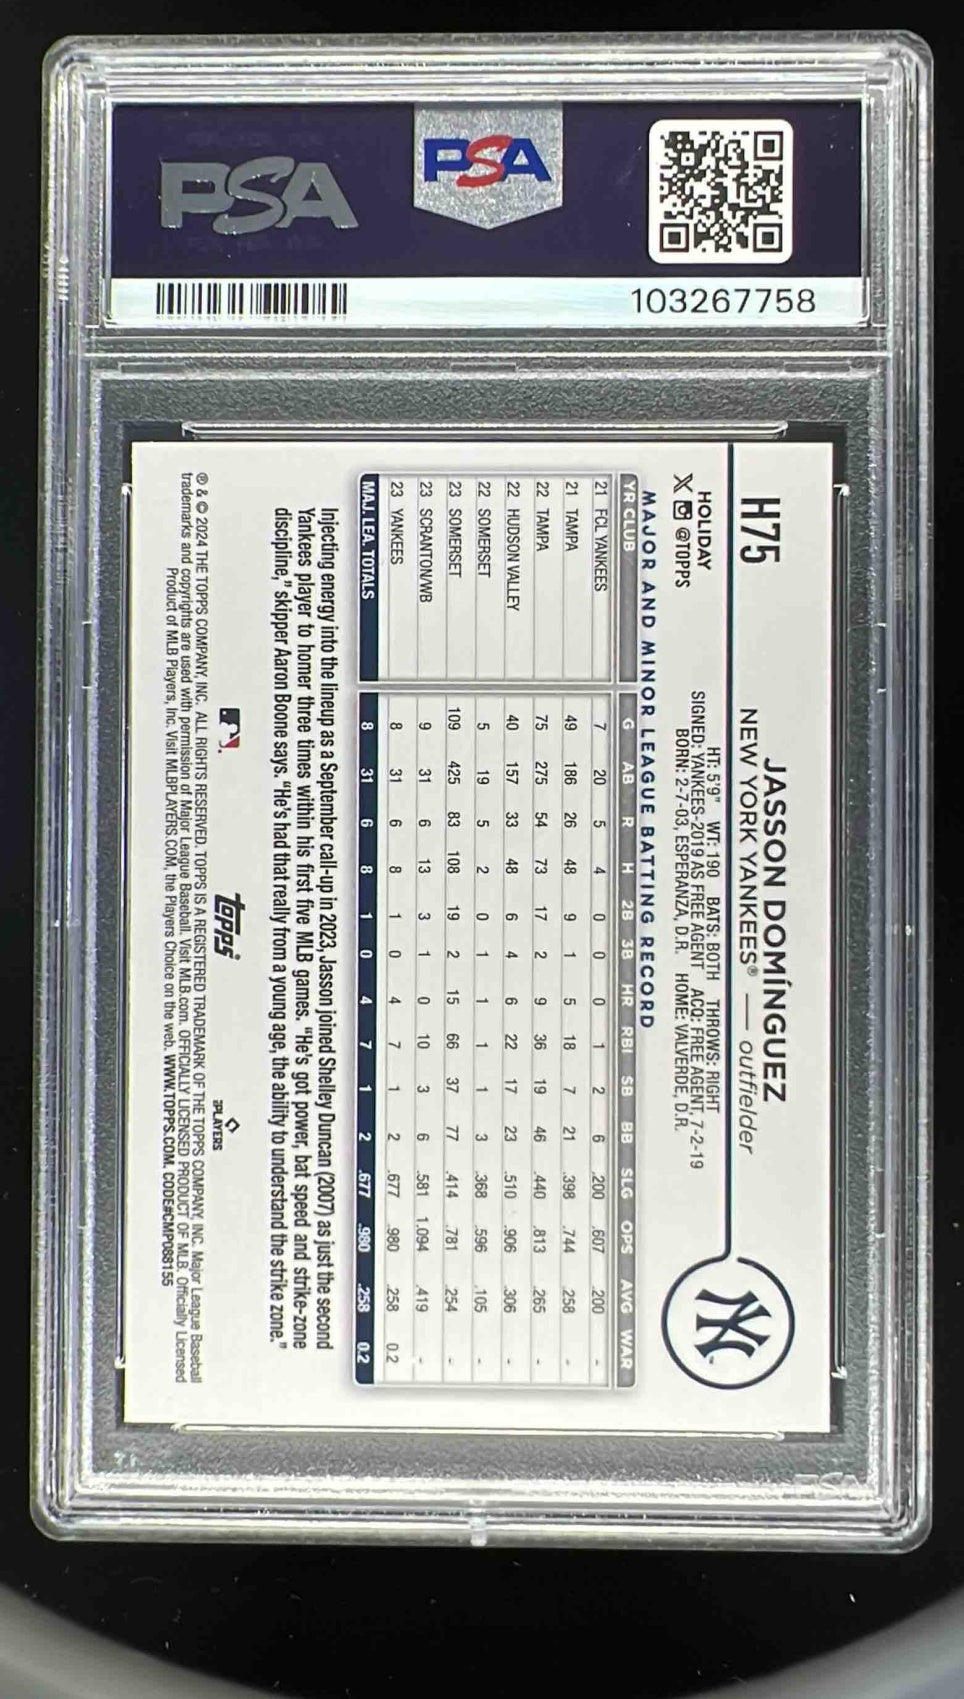 PSA
PSA
103267758
H75
JASSON DOMÍNGUEZ
NEW YORK YANKEES® — outfielder
HOLIDAY
X @TOPPS
HT: 5'9" WT: 190 BATS: BOTH THROWS: RIGHT
SIGNED: YANKEES-2019 AS FREE AGENT ACQ: FREE AGENT, 7-2-19
BORN: 2-7-03, ESPERANZA, D.R. HOME: VALVERDE, D.R.
NY
MAJOR AND MINOR LEAGUE BATTING RECORD
YR CLUB G AB R H 2B 3B HR RBI SB BB SLG OPS AVG WAR
21 FCL YANKEES 7 20 5 4 0 0 0 1 2 6 .200 .607 .200 -
21 TAMPA 49 186 26 48 9 1 5 18 7 21 .398 .744 .258 -
22 TAMPA 75 275 54 73 17 2 9 36 19 46 .440 .813 .265 -
22 HUDSON VALLEY 40 157 33 48 6 4 6 22 17 23 .510 .906 .306 -
22 SOMERSET 5 19 5 2 0 1 1 1 1 3 .368 .596 .105 -
23 SOMERSET 109 425 83 108 19 2 15 66 37 77 .414 .781 .254 -
23 SCRANTON/WB 9 31 6 13 3 1 0 10 3 6 .581 1.094 .419 -
23 YANKEES 8 31 6 8 1 0 4 7 1 2 .677 .980 .258 0.2
MAJ. LEA. TOTALS 8 31 6 8 1 0 4 7 1 2 .677 .980 .258 0.2
Injecting energy into the lineup as a September call-up in 2023, Jasson joined Shelley Duncan (2007) as just the second
Yankees player to homer three times within his first five MLB games. "He's got power, bat speed and strike-zone
discipline," skipper Aaron Boone says. "He's had that really from a young age, the ability to understand the strike zone."
topps
PLAYERS
® & © 2024 THE TOPPS COMPANY, INC. ALL RIGHTS RESERVED. TOPPS IS A REGISTERED TRADEMARK OF THE TOPPS COMPANY, INC. Major League Baseball
trademarks and copyrights are used with permission of Major League Baseball. Visit MLB.com. OFFICIALLY LICENSED PRODUCT OF MLB. Officially Licensed
Product of MLB Players, Inc. Visit MLBPLAYERS.COM, the Players Choice on the web. WWW.TOPPS.COM. CODE#CMP088155
PSA